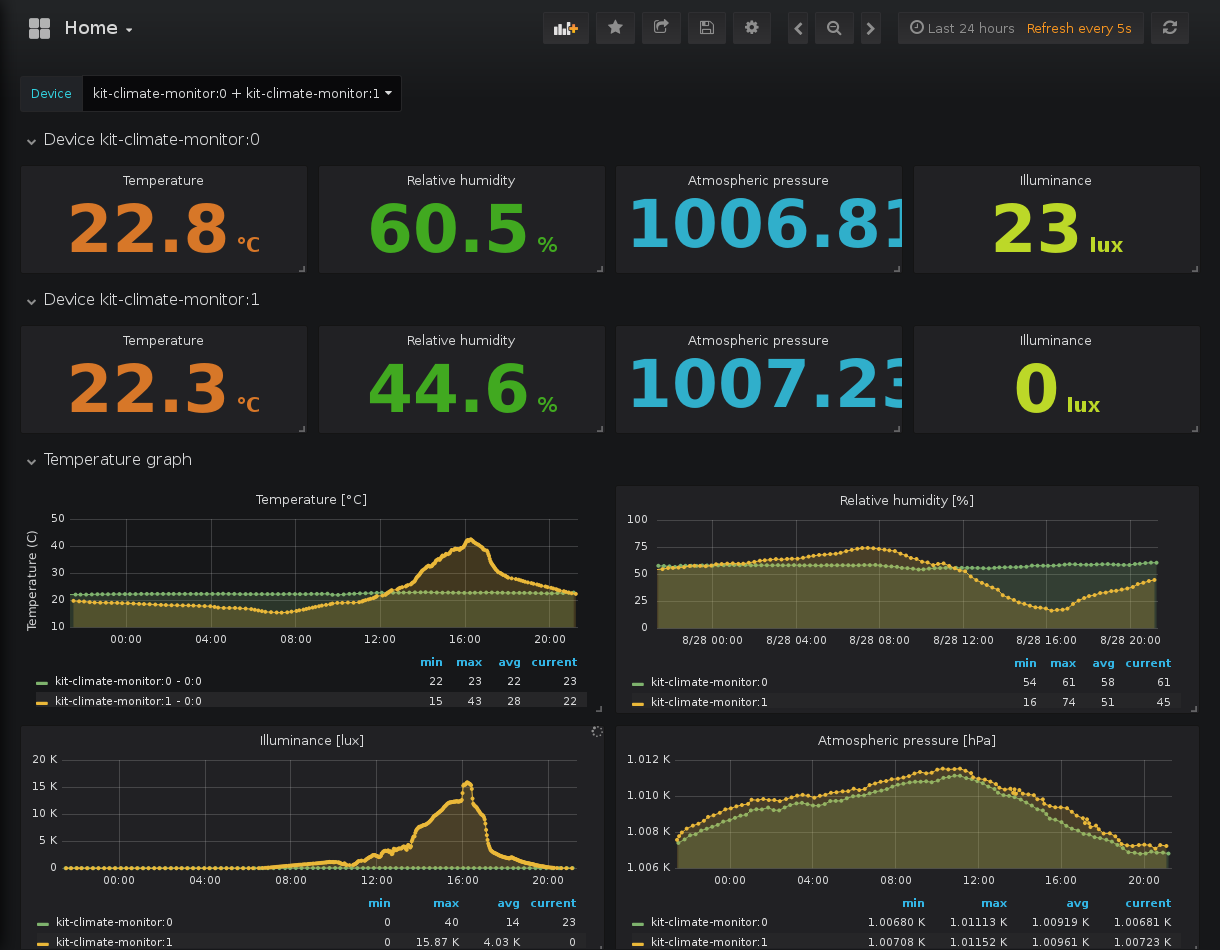 Home
Last 24 hours Refresh every 5s
Device kit-climate-monitor:0 + kit-climate-monitor:1
Device kit-climate-monitor:0
Temperature Relative humidity Atmospheric pressure Illuminance
22.8 °C 60.5 % 1006.81 23 lux
Device kit-climate-monitor:1
Temperature Relative humidity Atmospheric pressure Illuminance
22.3 °C 44.6 % 1007.23 0 lux
Temperature graph
Temperature [°C]
Temperature (C)
50
40
30
20
10
00:00 04:00 08:00 12:00 16:00 20:00
min max avg current
kit-climate-monitor:0 - 0:0 22 23 22 23
kit-climate-monitor:1 - 0:0 15 43 28 22
Relative humidity [%]
100
75
50
25
0
8/28 00:00 8/28 04:00 8/28 08:00 8/28 12:00 8/28 16:00 8/28 20:00
min max avg current
kit-climate-monitor:0 54 61 58 61
kit-climate-monitor:1 16 74 51 45
Illuminance [lux]
20 K
15 K
10 K
5 K
0
00:00 04:00 08:00 12:00 16:00 20:00
min max avg current
kit-climate-monitor:0 0 40 14 23
kit-climate-monitor:1 0 15.87 K 4.03 K 0
Atmospheric pressure [hPa]
1.012 K
1.010 K
1.008 K
1.006 K
00:00 04:00 08:00 12:00 16:00 20:00
min max avg current
kit-climate-monitor:0 1.00680 K 1.01113 K 1.00919 K 1.00681 K
kit-climate-monitor:1 1.00708 K 1.01152 K 1.00961 K 1.00723 K